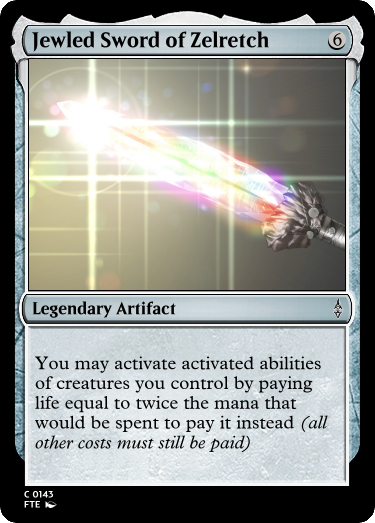 Jewled Sword of Zelretch 6
Legendary Artifact
You may activate activated abilities
of creatures you control by paying
life equal to twice the mana that
would be spent to pay it instead (all
other costs must still be paid)
C 0143
FTE